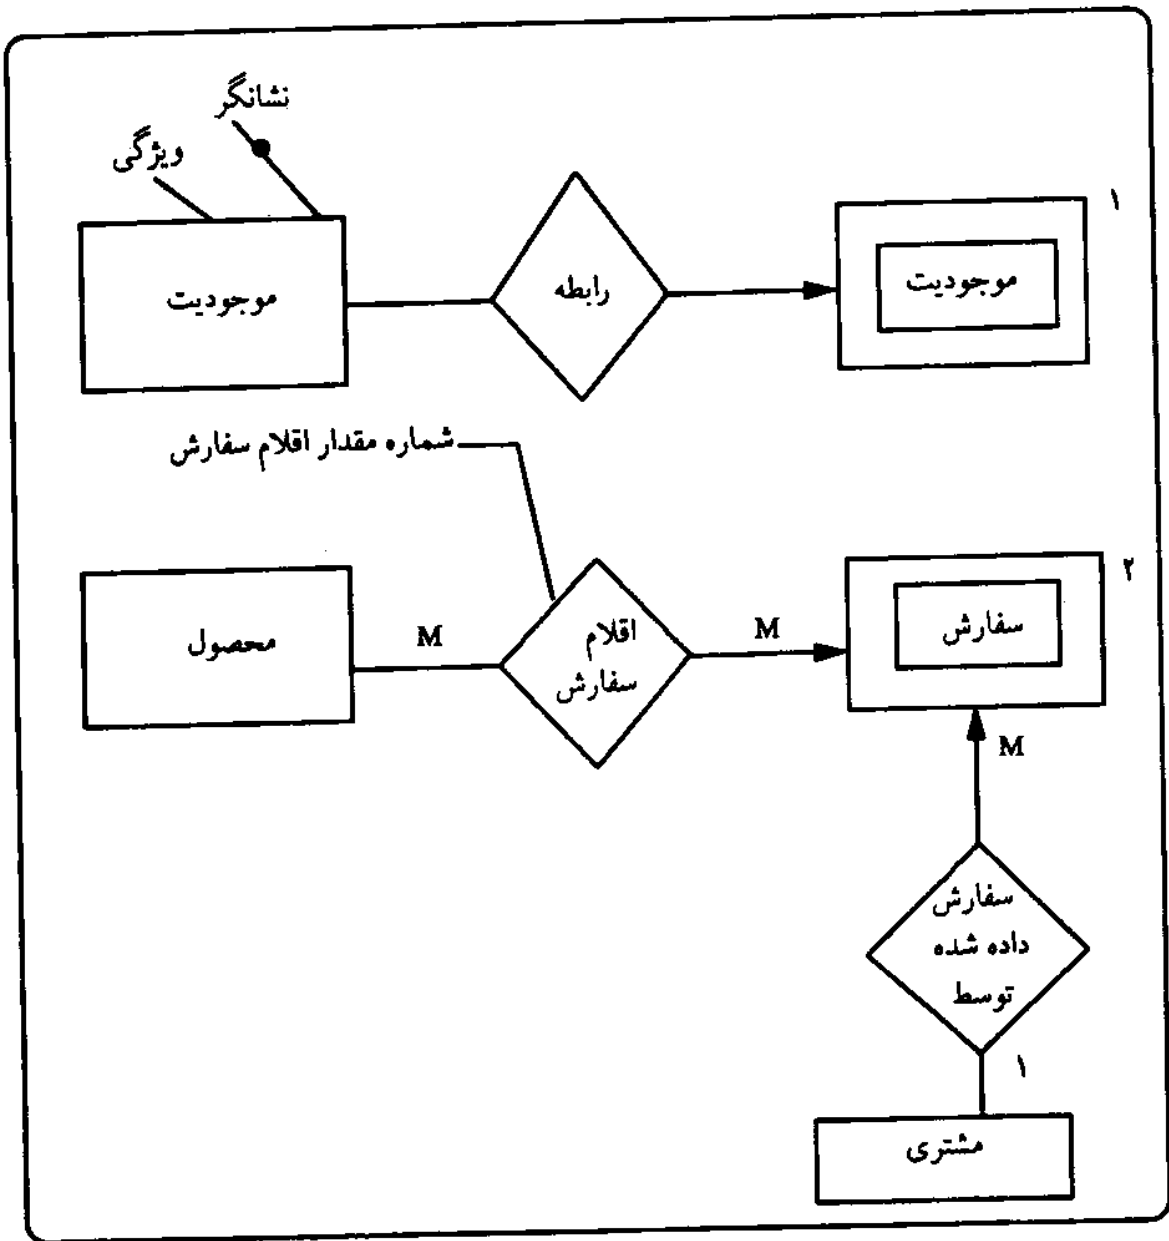 نشانگر
ویژگی
۱
موجودیت
رابطه
موجودیت
شماره مقدار اقلام سفارش
۲
سفارش
M
اقلام
سفارش
M
محصول
M
سفارش
داده شده
توسط
۱
مشتری